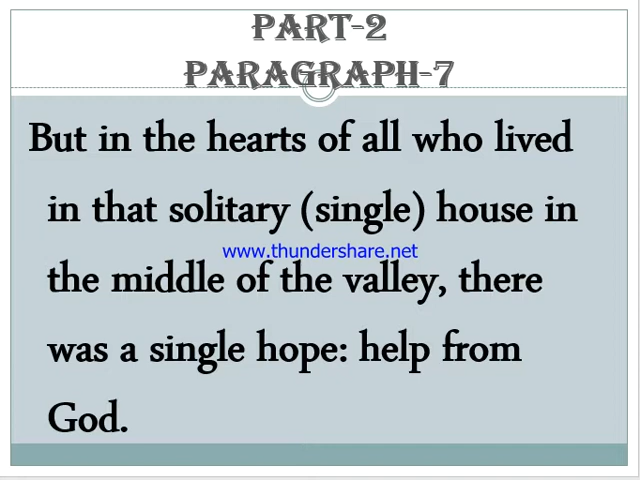 PART-2
PARAGRAPH-7
But in the hearts of all who lived
in that solitary (single) house in
www.thundershare.net
the middle of the valley, there
was a single hope: help from
God.